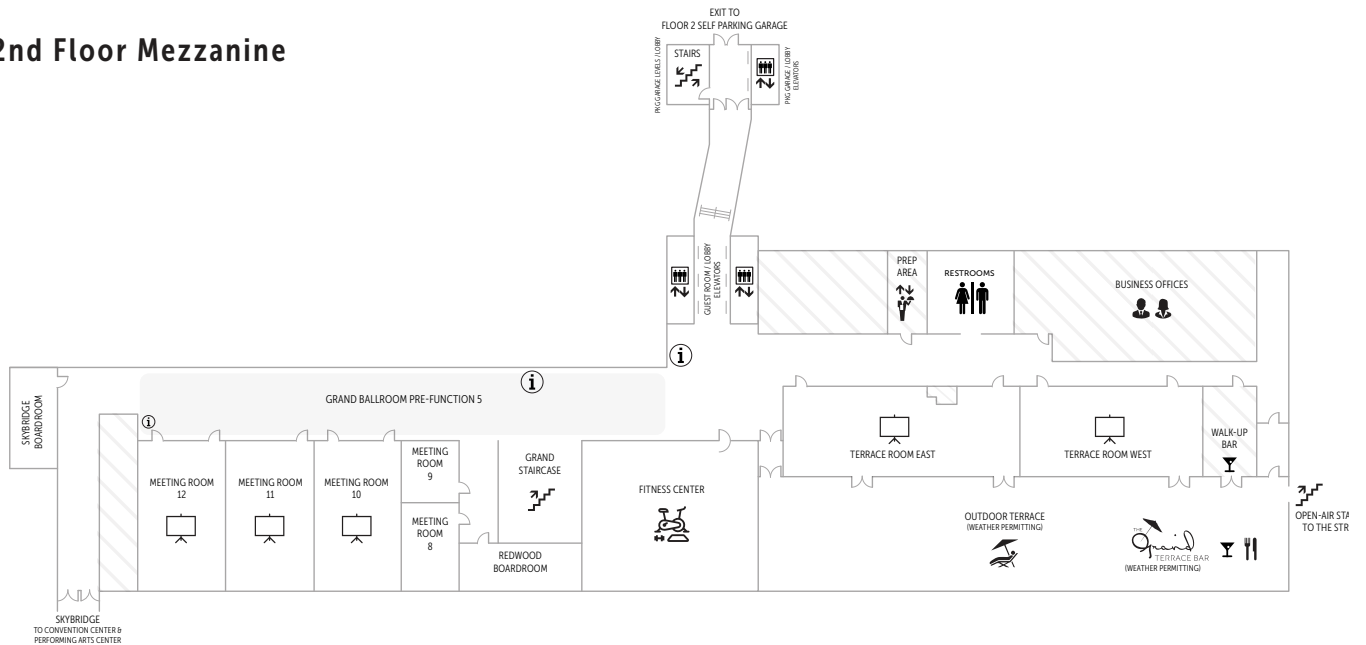 2nd Floor Mezzanine
EXIT TO
FLOOR 2 SELF PARKING GARAGE
PKG GARAGE LEVELS / LOBBY
STAIRS
PKG GARAGE / LOBBY
ELEVATORS
GUEST ROOM / LOBBY
ELEVATORS
PREP
AREA
RESTROOMS
BUSINESS OFFICES
i
i
i
SKYBRIDGE
BOARDROOM
GRAND BALLROOM PRE-FUNCTION 5
MEETING ROOM
12
MEETING ROOM
11
MEETING ROOM
10
MEETING
ROOM
9
MEETING
ROOM
8
GRAND
STAIRCASE
REDWOOD
BOARDROOM
FITNESS CENTER
TERRACE ROOM EAST
TERRACE ROOM WEST
WALK-UP
BAR
OUTDOOR TERRACE
(WEATHER PERMITTING)
THE
Grand
TERRACE BAR
(WEATHER PERMITTING)
OPEN-AIR STA
TO THE STR
SKYBRIDGE
TO CONVENTION CENTER &
PERFORMING ARTS CENTER